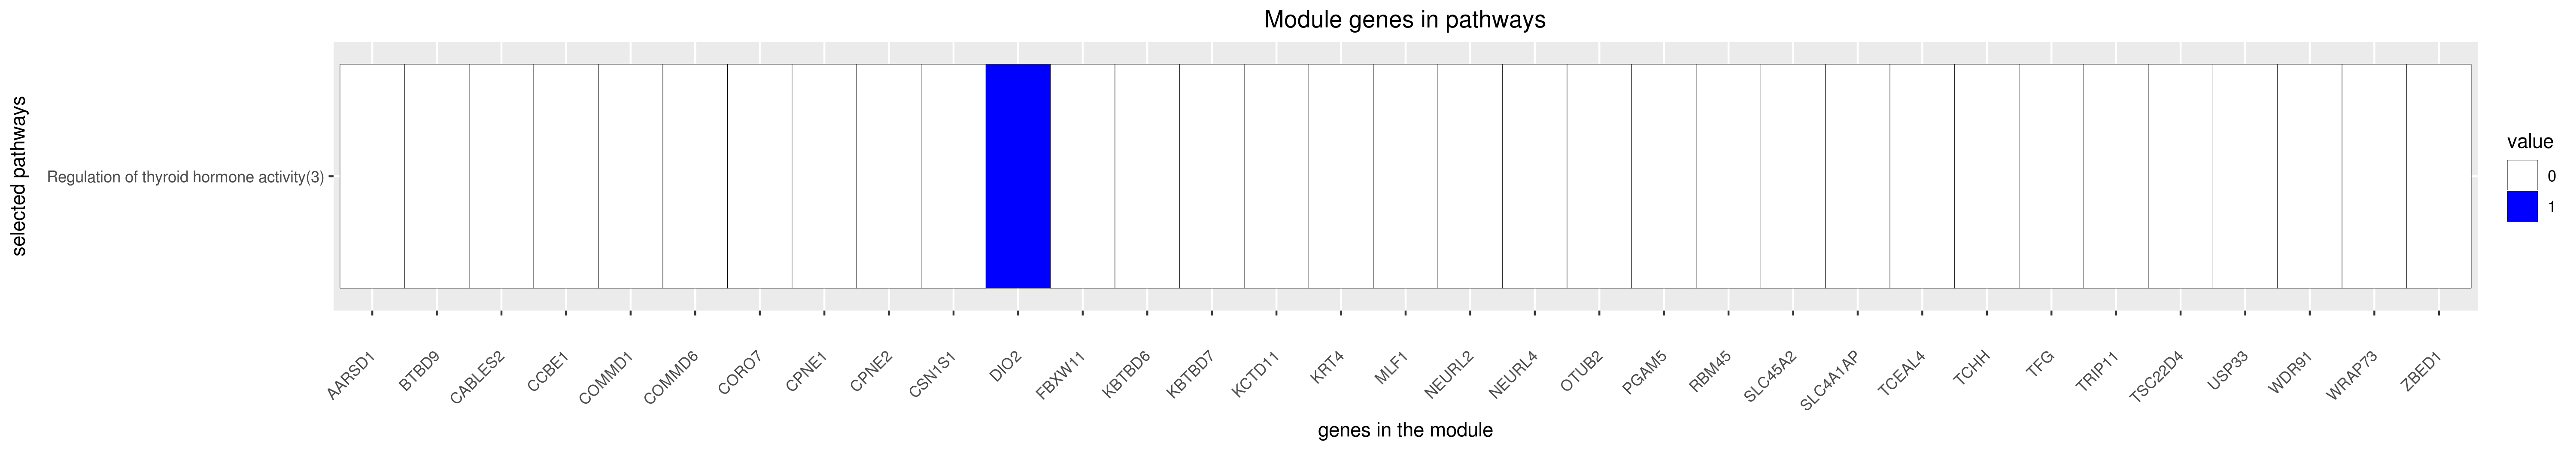 Module genes in pathways
selected pathways
Regulation of thyroid hormone activity(3)
value
0
1
AARSD1 BTBD9 CABLES2 CCBE1 COMMD1 COMMD6 CORO7 CPNE1 CPNE2 CSN1S1 DIO2 FBXW11 KBTBD6 KBTBD7 KCTD11 KRT4 MLF1 NEURL2 NEURL4 OTUB2 PGAM5 RBM45 SLC45A2 SLC4A1AP TCEAL4 TCHH TFG TRIP11 TSC22D4 USP33 WDR91 WRAP73 ZBED1
genes in the module